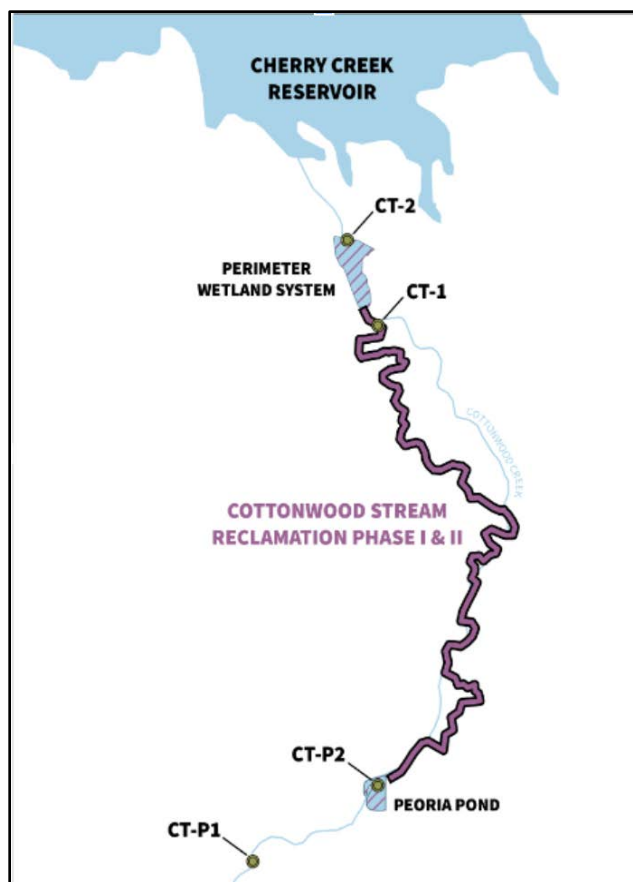 CHERRY CREEK
RESERVOIR
CT-2
PERIMETER
WETLAND SYSTEM
CT-1
COTTONWOOD CREEK
COTTONWOOD STREAM
RECLAMATION PHASE I & II
CT-P2
PEORIA POND
CT-P1